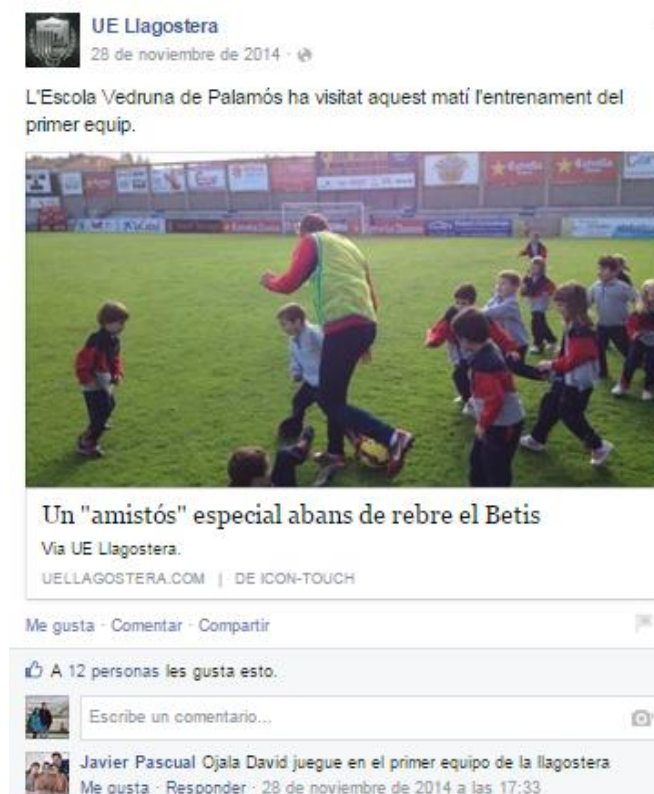 UE Llagostera
28 de noviembre de 2014 ·
L'Escola Vedruna de Palamós ha visitat aquest matí l'entrenament del
primer equip.
Estrella Estrella
Un "amistós" especial abans de rebre el Betis
Via UE Llagostera.
UELLAGOSTERA.COM | DE ICON-TOUCH
Me gusta · Comentar · Compartir
A 12 personas les gusta esto.
Escribe un comentario...
Javier Pascual Ojala David juegue en el primer equipo de la llagostera
Me gusta · Responder · 28 de noviembre de 2014 a las 17:33